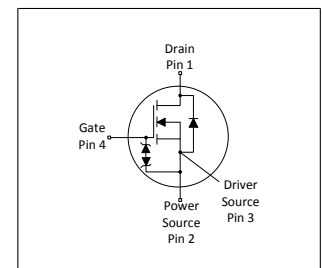 Drain
Pin 1
Gate
Pin 4
Driver
Source
Pin 3
Power
Source
Pin 2